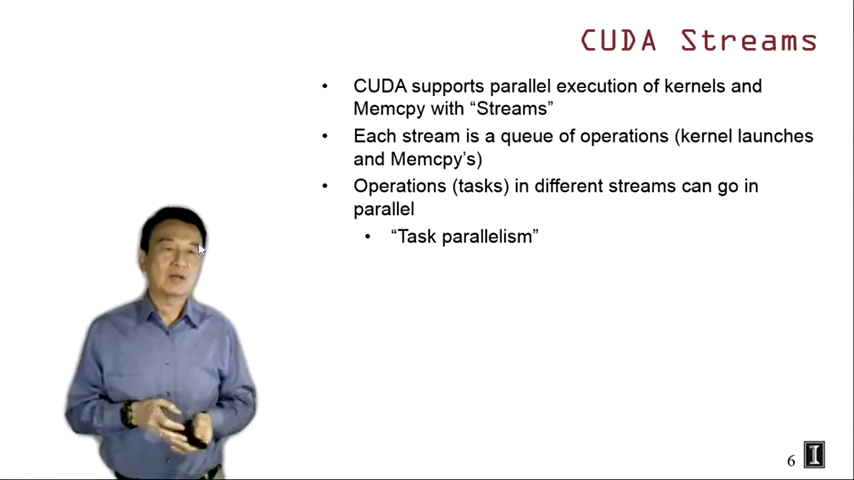 CUDA Streams
• CUDA supports parallel execution of kernels and
Memcpy with “Streams”
• Each stream is a queue of operations (kernel launches
and Memcpy’s)
• Operations (tasks) in different streams can go in
parallel
• “Task parallelism”
6 I